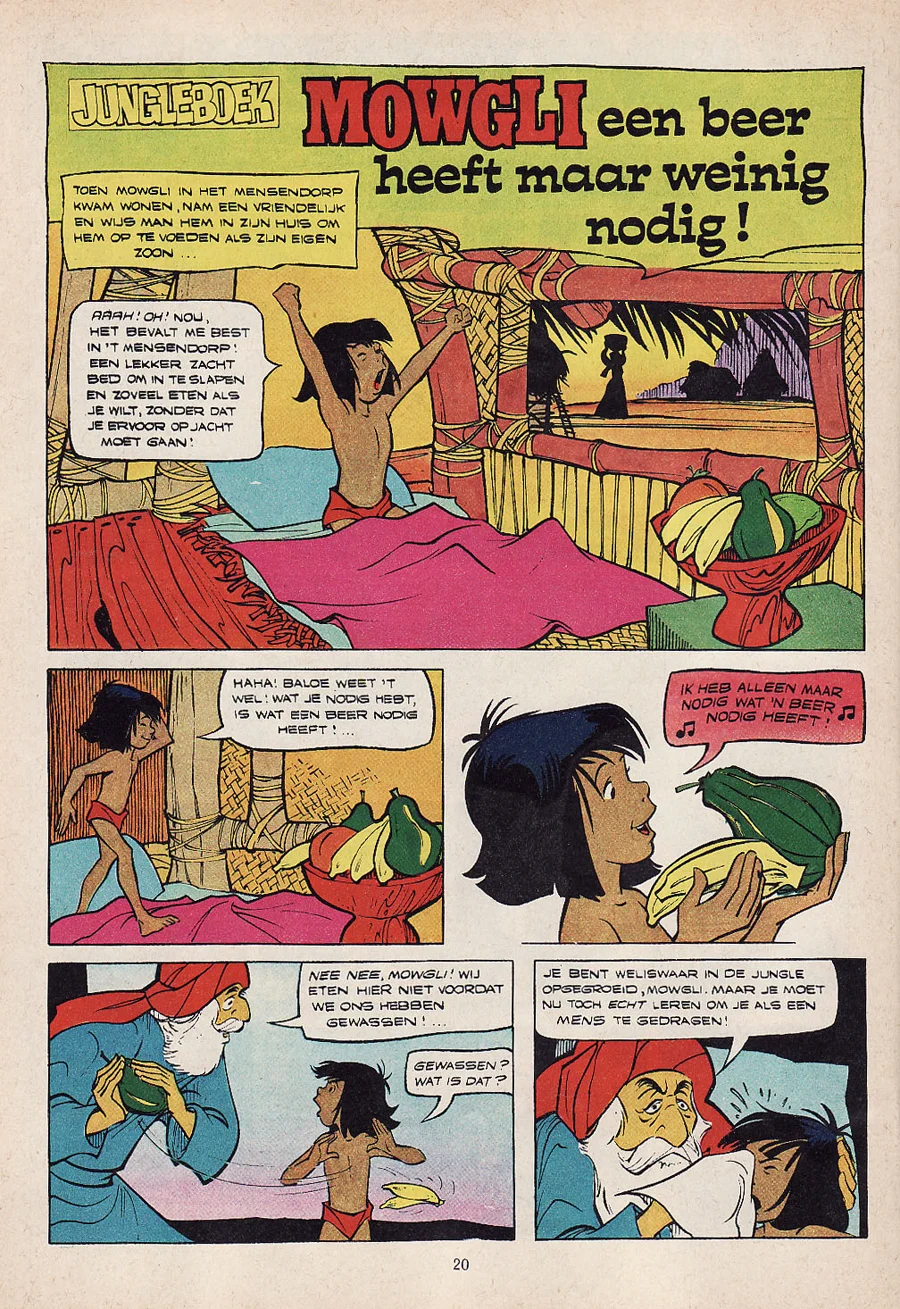 JUNGLEBOEK
MOWGLI een beer
heeft maar weinig
nodig!
TOEN MOWGLI IN HET MENSENDORP
KWAM WONEN, NAM EEN VRIENDELIJK
EN WIJS MAN HEM IN ZIJN HUIS OM
HEM OP TE VOEDEN ALS ZIJN EIGEN
ZOON ...
AAAH! OH! NOU,
HET BEVALT ME BEST
IN 'T MENSENDORP!
EEN LEKKER ZACHT
BED OM IN TE SLAPEN
EN ZOVEEL ETEN ALS
JE WILT, ZONDER DAT
JE ERVOOR OP JACHT
MOET GAAN!
HAHA! BALOE WEET 'T
WEL! WAT JE NODIG HEBT,
IS WAT EEN BEER NODIG
HEEFT! ...
IK HEB ALLEEN MAAR
NODIG WAT 'N BEER
NODIG HEEFT!
NEE NEE, MOWGLI! WIJ
ETEN HIER NIET VOORDAT
WE ONS HEBBEN
GEWASSEN! ...
GEWASSEN?
WAT IS DAT?
JE BENT WELISWAAR IN DE JUNGLE
OPGEGROEID, MOWGLI. MAAR JE MOET
NU TOCH ECHT LEREN OM JE ALS EEN
MENS TE GEDRAGEN!
20